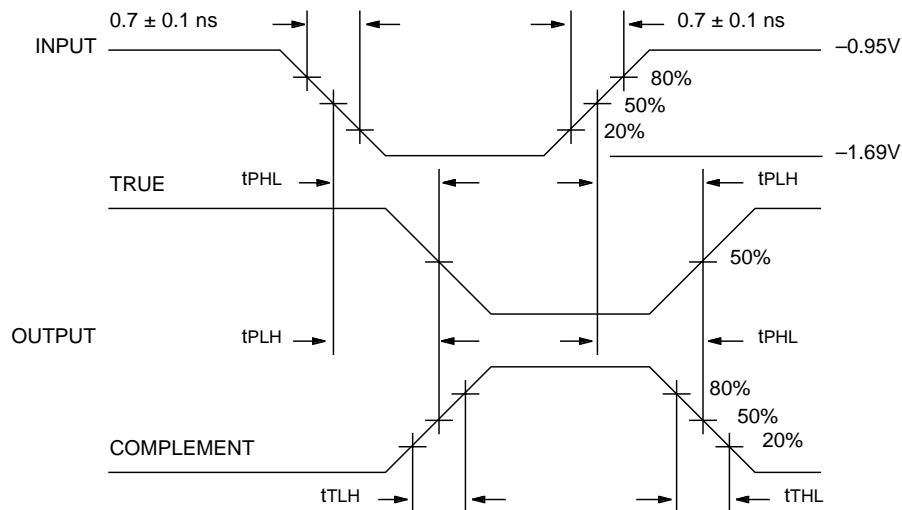 0.7 ± 0.1 ns
0.7 ± 0.1 ns
INPUT
–0.95V
80%
50%
20%
–1.69V
tPHL
tPLH
TRUE
50%
OUTPUT
tPLH
tPHL
80%
50%
20%
COMPLEMENT
tTLH
tTHL